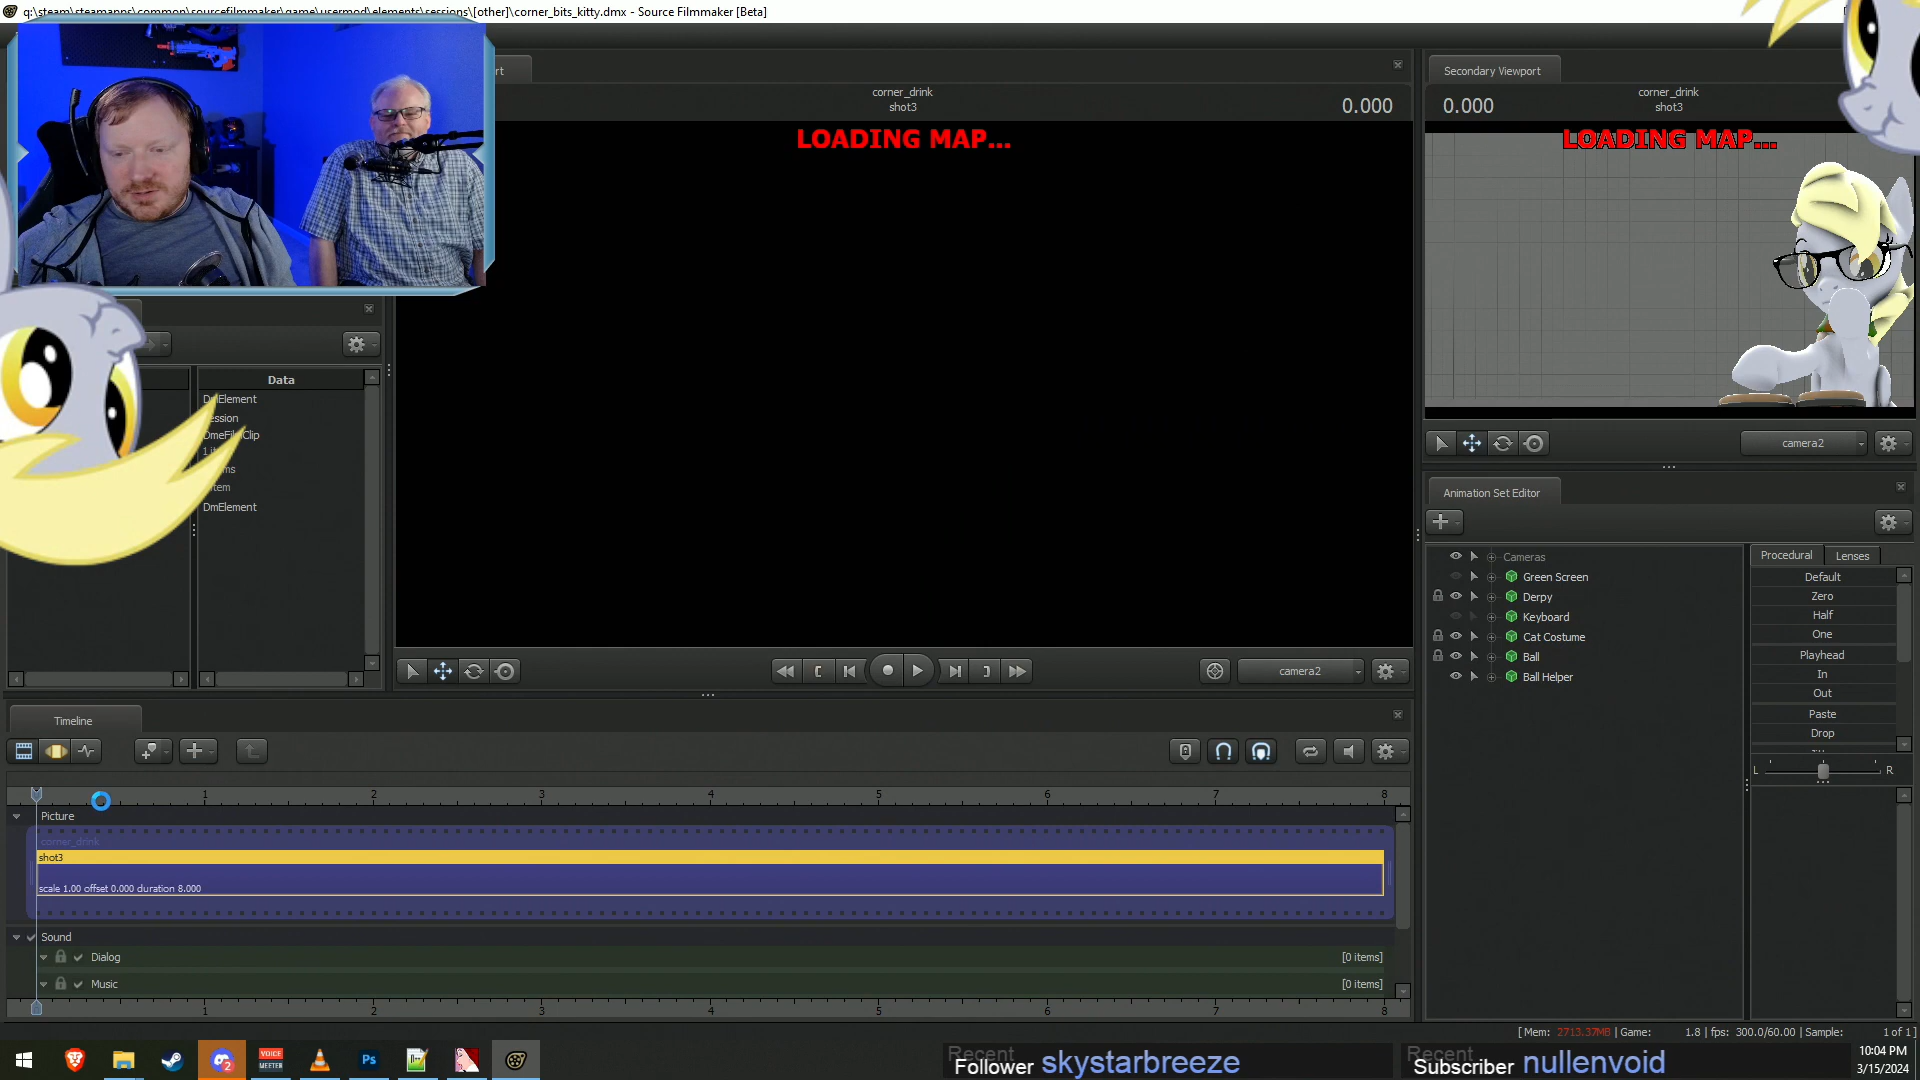 q:\steam\steamapps\common\sourcefilmmaker\game\usermod\elements\sessions\[other]\corner_bits_kitty.dmx - Source Filmmaker [Beta]
corner_drink
shot3
0.000
LOADING MAP...
Secondary Viewport
0.000
corner_drink
shot3
LOADING MAP...
Data
DmElement
DmeFilmClip
DmElement
camera2
camera2
Animation Set Editor
Cameras
Green Screen
Derpy
Keyboard
Cat Costume
Ball
Ball Helper
Procedural
Lenses
Default
Zero
Half
One
Playhead
In
Out
Paste
Drop
L
R
Timeline
1 2 3 4 5 6 7 8
Picture
corner_drink
shot3
scale 1.00 offset 0.000 duration 8.000
Sound
Dialog
[0 items]
Music
[0 items]
1 2 3 4 5 6 7 8
[ Mem: 2713.37MB | Game: 1.8 | fps: 300.0/60.00 | Sample: 1 of 1 ]
2
VOICE
MEETER
Ps
Recent
Follower skystarbreeze
Recent
Subscriber nullenvoid
10:04 PM
3/15/2024